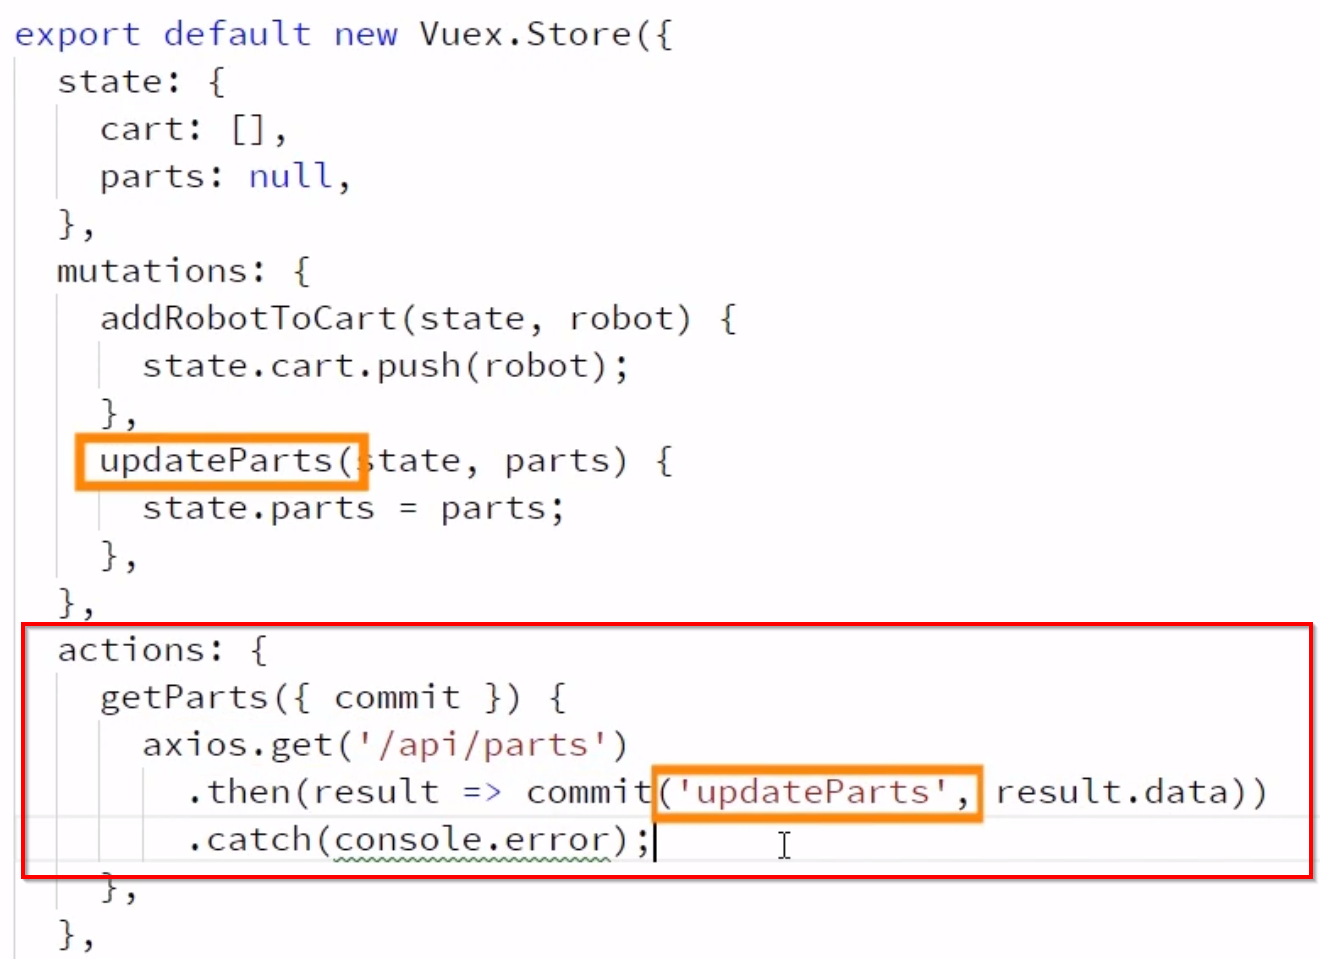 export default new Vuex.Store({
  state: {
    cart: [],
    parts: null,
  },
  mutations: {
    addRobotToCart(state, robot) {
      state.cart.push(robot);
    },
    updateParts(state, parts) {
      state.parts = parts;
    },
  },
  actions: {
    getParts({ commit }) {
      axios.get('/api/parts')
        .then(result => commit('updateParts', result.data))
        .catch(console.error);
    },
  },